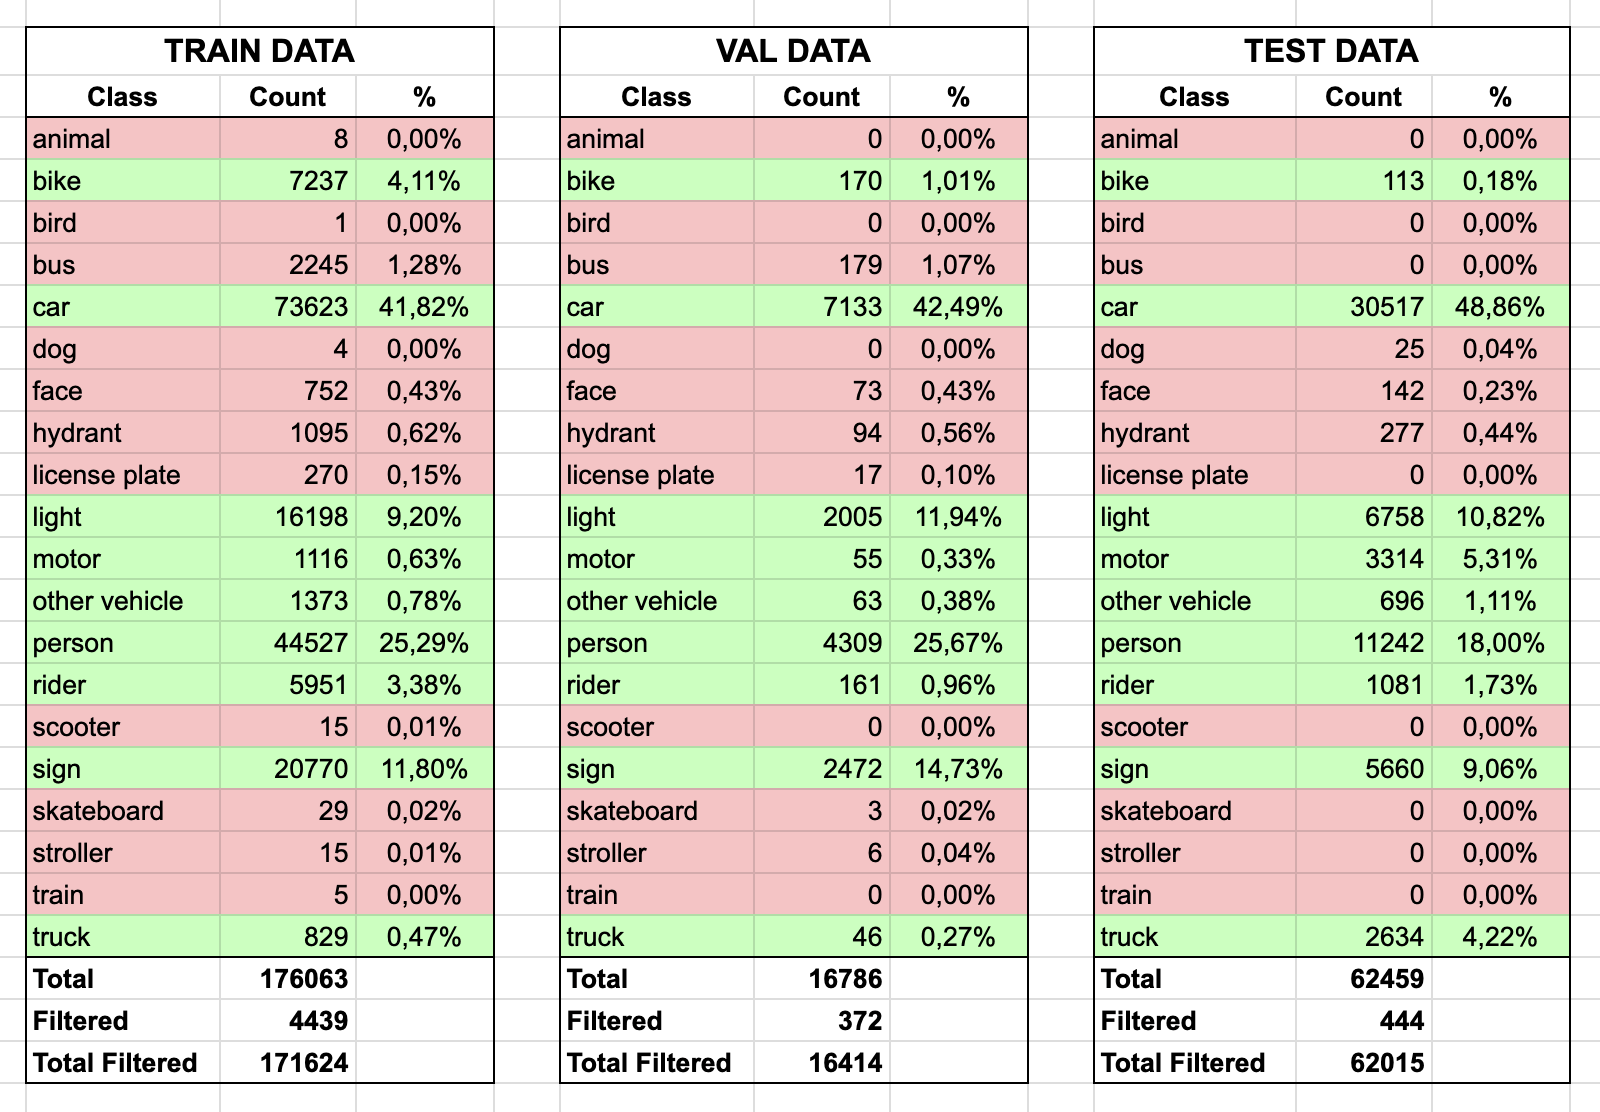 TRAIN DATA VAL DATA TEST DATA
Class Count % Class Count % Class Count %
animal 8 0,00% animal 0 0,00% animal 0 0,00%
bike 7237 4,11% bike 170 1,01% bike 113 0,18%
bird 1 0,00% bird 0 0,00% bird 0 0,00%
bus 2245 1,28% bus 179 1,07% bus 0 0,00%
car 73623 41,82% car 7133 42,49% car 30517 48,86%
dog 4 0,00% dog 0 0,00% dog 25 0,04%
face 752 0,43% face 73 0,43% face 142 0,23%
hydrant 1095 0,62% hydrant 94 0,56% hydrant 277 0,44%
license plate 270 0,15% license plate 17 0,10% license plate 0 0,00%
light 16198 9,20% light 2005 11,94% light 6758 10,82%
motor 1116 0,63% motor 55 0,33% motor 3314 5,31%
other vehicle 1373 0,78% other vehicle 63 0,38% other vehicle 696 1,11%
person 44527 25,29% person 4309 25,67% person 11242 18,00%
rider 5951 3,38% rider 161 0,96% rider 1081 1,73%
scooter 15 0,01% scooter 0 0,00% scooter 0 0,00%
sign 20770 11,80% sign 2472 14,73% sign 5660 9,06%
skateboard 29 0,02% skateboard 3 0,02% skateboard 0 0,00%
stroller 15 0,01% stroller 6 0,04% stroller 0 0,00%
train 5 0,00% train 0 0,00% train 0 0,00%
truck 829 0,47% truck 46 0,27% truck 2634 4,22%
Total 176063 Total 16786 Total 62459
Filtered 4439 Filtered 372 Filtered 444
Total Filtered 171624 Total Filtered 16414 Total Filtered 62015